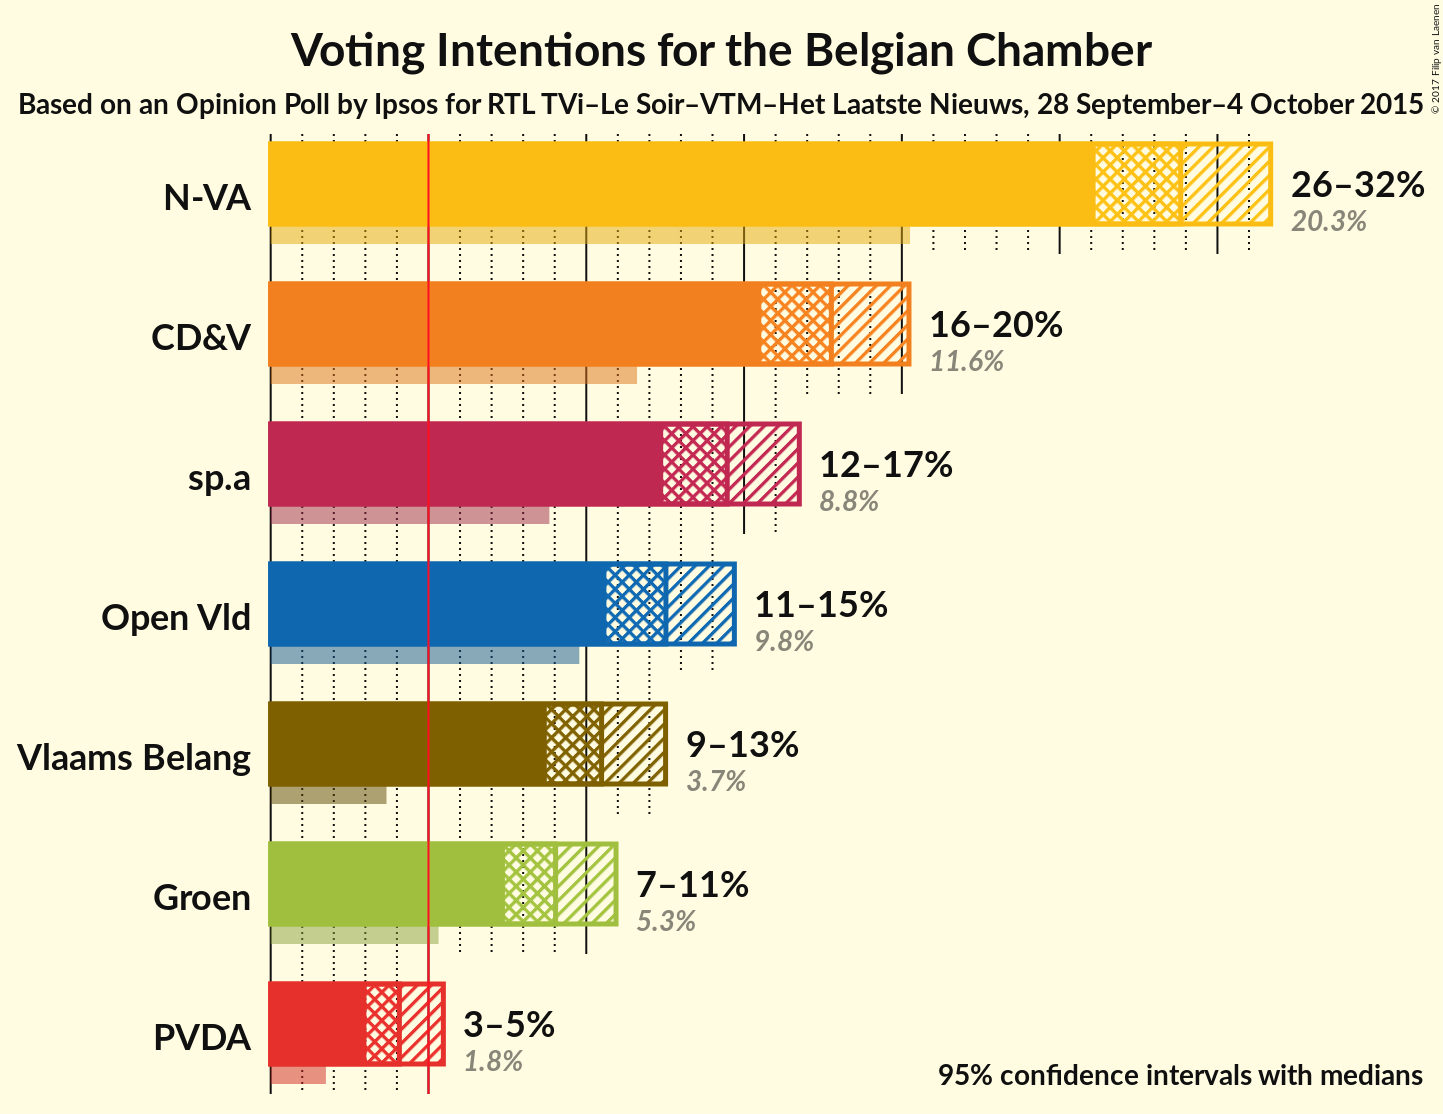 Voting Intentions for the Belgian Chamber
Based on an Opinion Poll by Ipsos for RTL TVi–Le Soir–VTM–Het Laatste Nieuws, 28 September–4 October 2015
© 2017 Filip van Laenen
N-VA
26–32%
20.3%
CD&V
16–20%
11.6%
sp.a
12–17%
8.8%
Open Vld
11–15%
9.8%
Vlaams Belang
9–13%
3.7%
Groen
7–11%
5.3%
PVDA
3–5%
1.8%
95% confidence intervals with medians